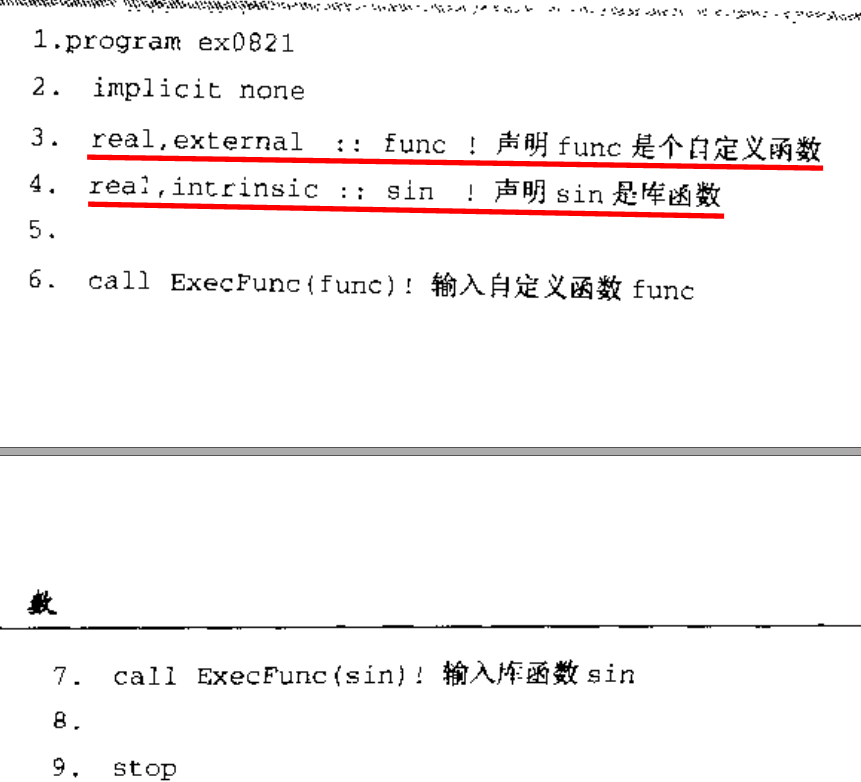 1.program ex0821
2. implicit none
3. real,external :: func ! 声明 func 是个自定义函数
4. real,intrinsic :: sin ! 声明 sin 是库函数
5.
6. call ExecFunc(func)! 输入自定义函数 func
数
7. call ExecFunc(sin)! 输入库函数 sin
8.
9. stop